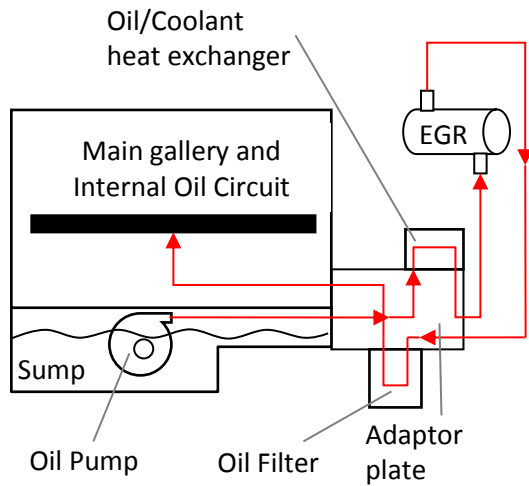 Oil/Coolant
heat exchanger
EGR
Main gallery and
Internal Oil Circuit
Sump
Oil Pump
Oil Filter
Adaptor
plate